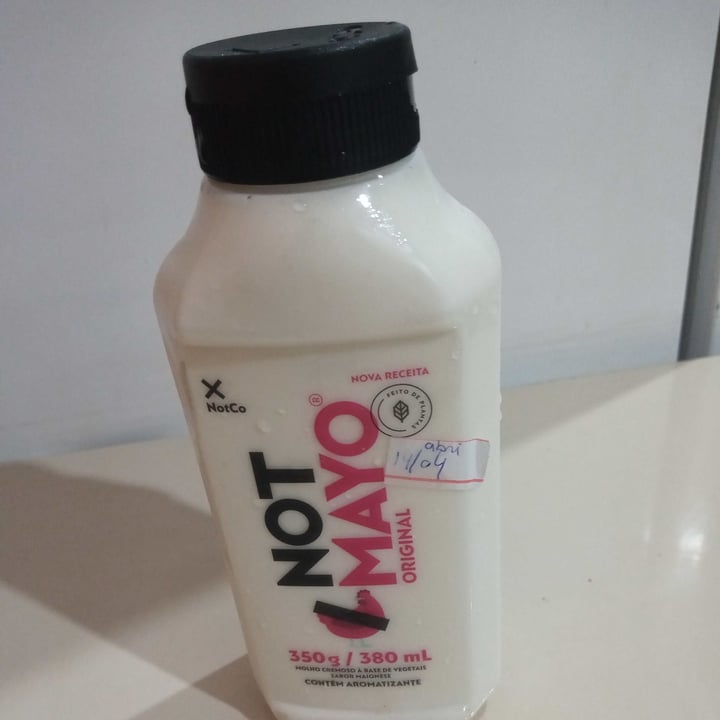 NOVA RECEITA
NotCo
FEITO DE PLANTAS
NOT
MAYO®
ORIGINAL
abri
14/04
350g / 380 mL
MOLHO CREMOSO À BASE DE VEGETAIS
SABOR MAIONESE
CONTÉM AROMATIZANTE